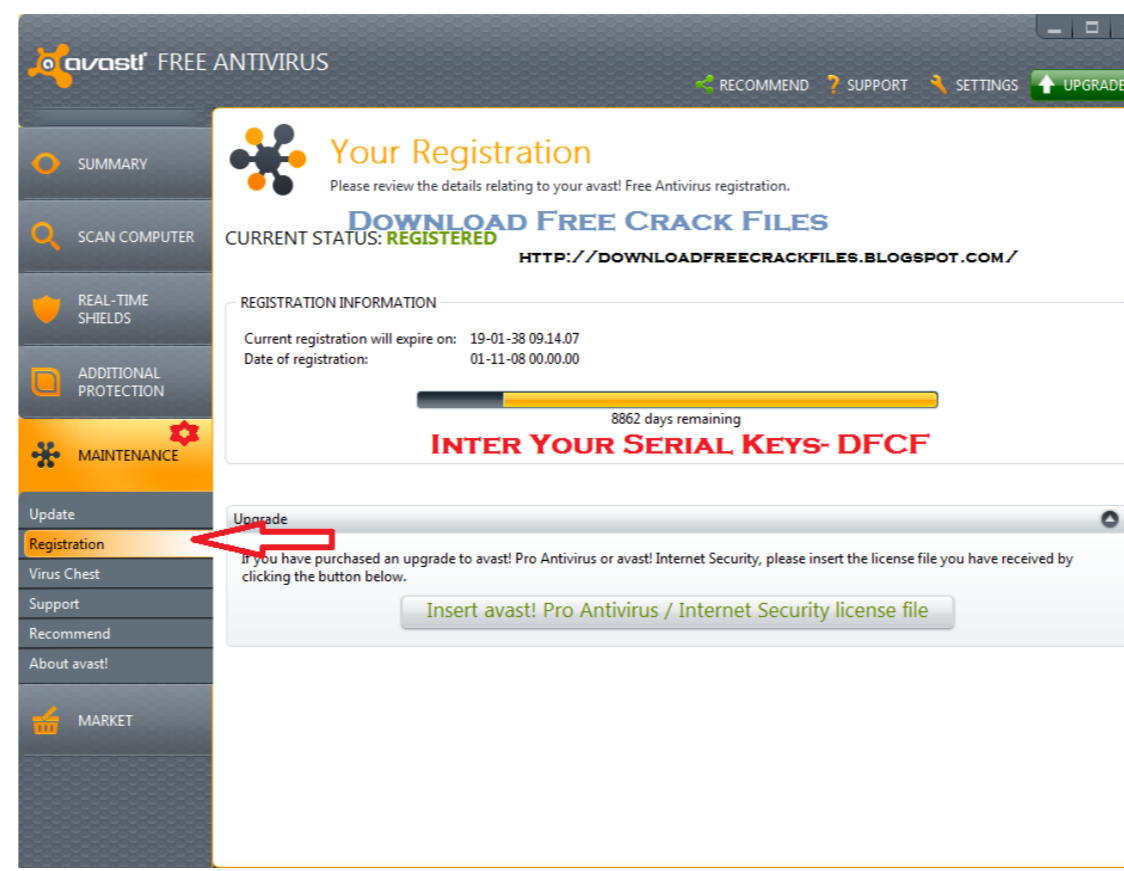 avast! FREE ANTIVIRUS
RECOMMEND ? SUPPORT SETTINGS UPGRADE
SUMMARY
SCAN COMPUTER
REAL-TIME
SHIELDS
ADDITIONAL
PROTECTION
MAINTENANCE
Update
Registration
Virus Chest
Support
Recommend
About avast!
MARKET
Your Registration
Please review the details relating to your avast! Free Antivirus registration.
DOWNLOAD FREE CRACK FILES
CURRENT STATUS: REGISTERED
HTTP://DOWNLOADFREECRACKFILES.BLOGSPOT.COM/
REGISTRATION INFORMATION
Current registration will expire on: 19-01-38 09.14.07
Date of registration: 01-11-08 00.00.00
8862 days remaining
INTER YOUR SERIAL KEYS- DFCF
Upgrade
If you have purchased an upgrade to avast! Pro Antivirus or avast! Internet Security, please insert the license file you have received by
clicking the button below.
Insert avast! Pro Antivirus / Internet Security license file